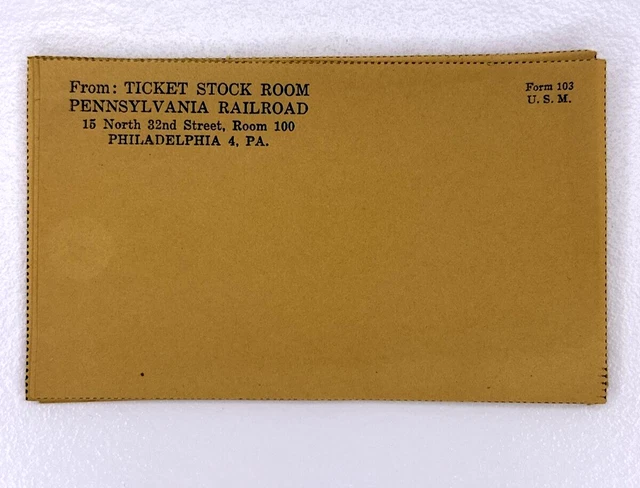 From: TICKET STOCK ROOM
PENNSYLVANIA RAILROAD
15 North 32nd Street, Room 100
PHILADELPHIA 4, PA.
Form 103
U. S. M.